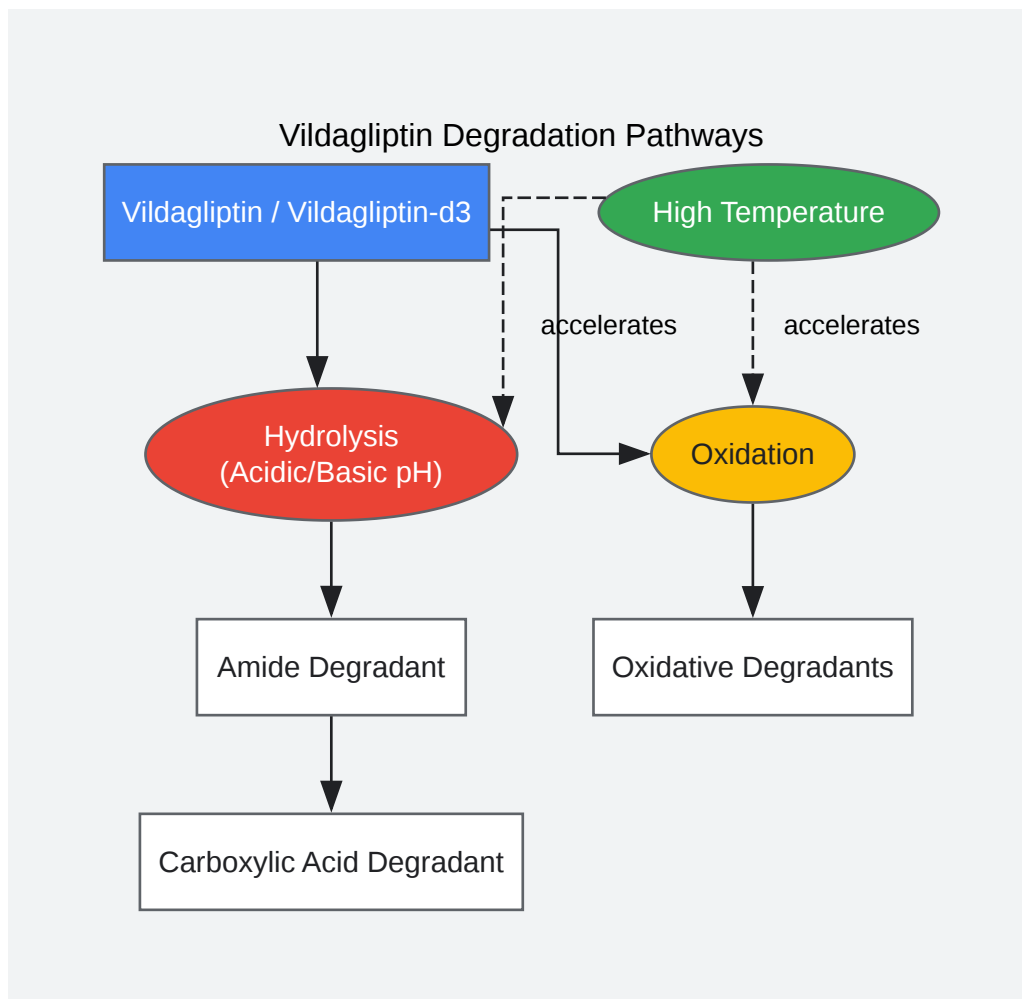 Vildagliptin Degradation Pathways
Vildagliptin / Vildagliptin-d3
High Temperature
accelerates
accelerates
Hydrolysis
(Acidic/Basic pH)
Oxidation
Amide Degradant
Oxidative Degradants
Carboxylic Acid Degradant